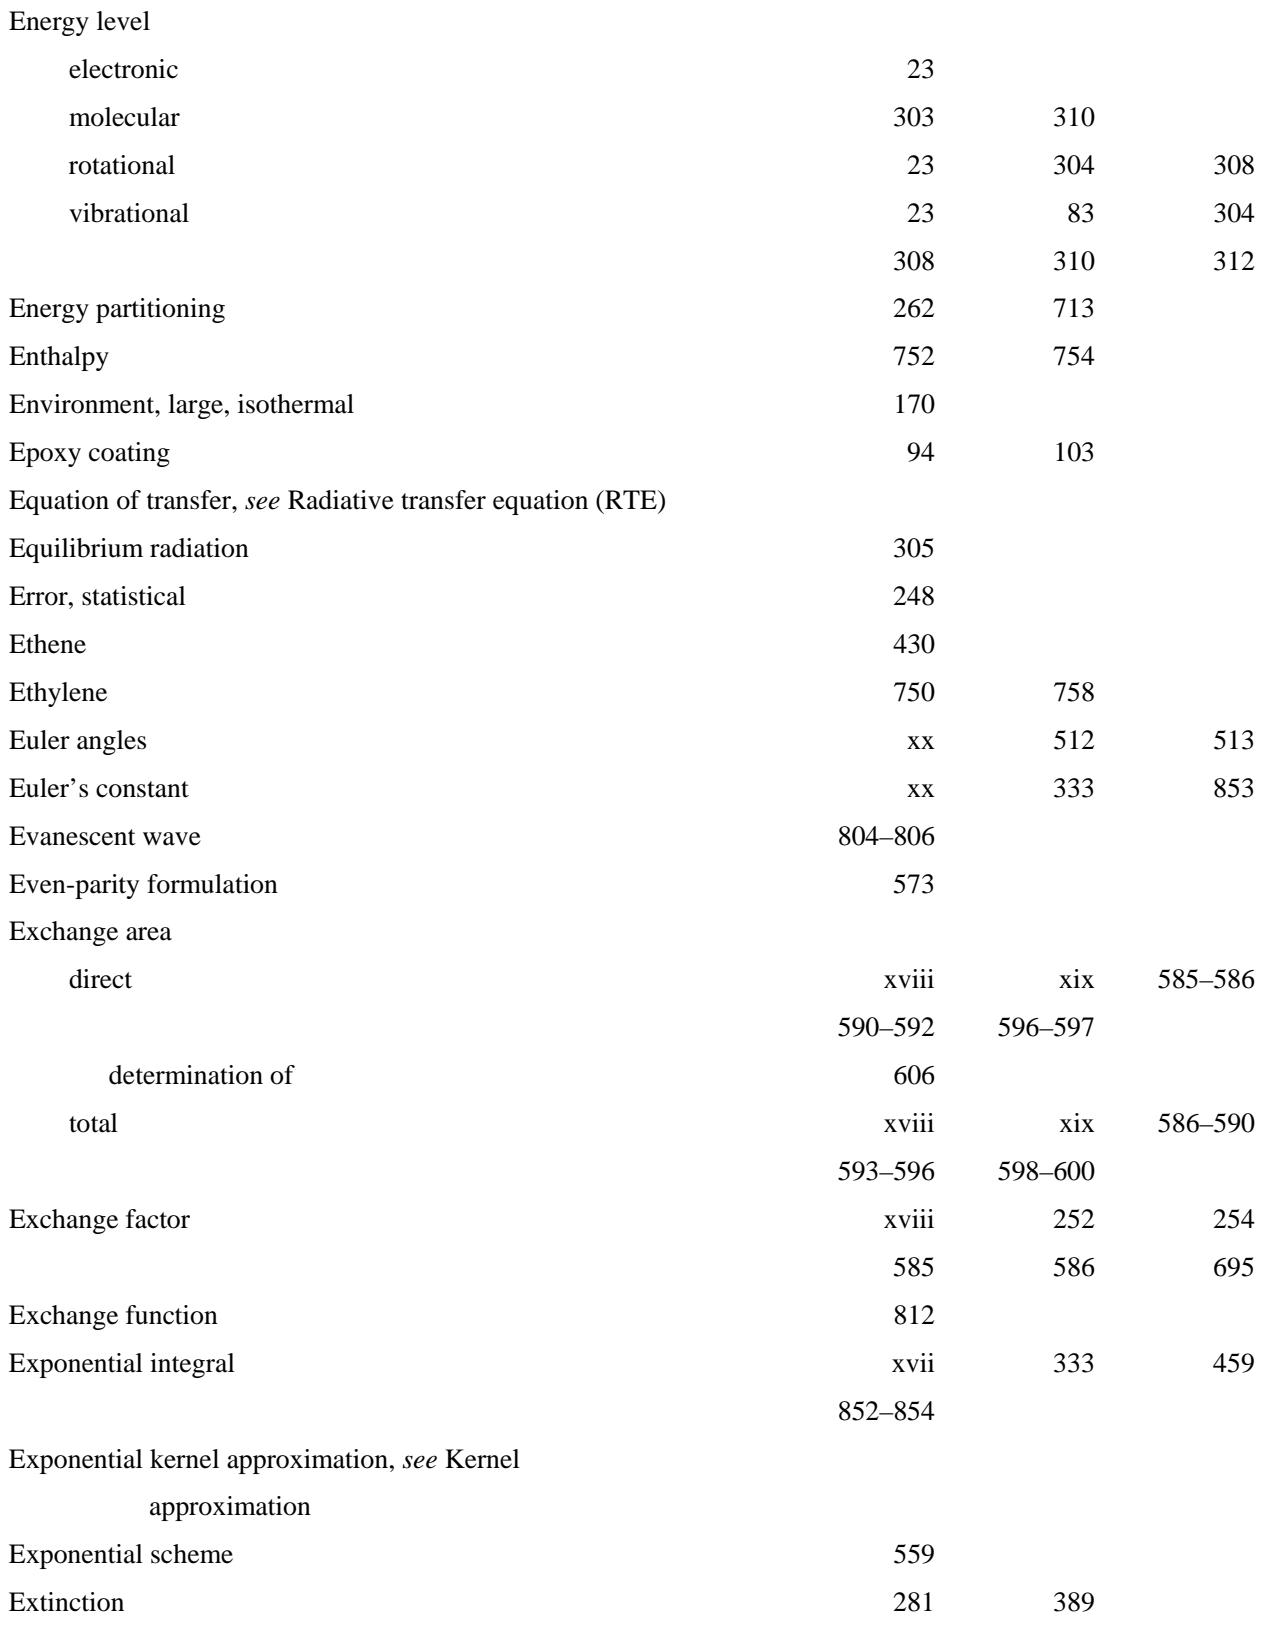 Energy level
electronic 23
molecular 303 310
rotational 23 304 308
vibrational 23 83 304
308 310 312
Energy partitioning 262 713
Enthalpy 752 754
Environment, large, isothermal 170
Epoxy coating 94 103
Equation of transfer, see Radiative transfer equation (RTE)
Equilibrium radiation 305
Error, statistical 248
Ethene 430
Ethylene 750 758
Euler angles xx 512 513
Euler’s constant xx 333 853
Evanescent wave 804–806
Even-parity formulation 573
Exchange area
direct xviii xix 585–586
590–592 596–597
determination of 606
total xviii xix 586–590
593–596 598–600
Exchange factor xviii 252 254
585 586 695
Exchange function 812
Exponential integral xvii 333 459
852–854
Exponential kernel approximation, see Kernel
approximation
Exponential scheme 559
Extinction 281 389